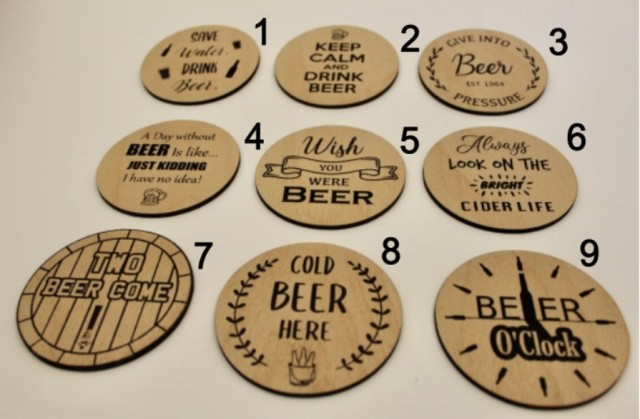 1
SAVE
Water.
DRINK
Beer.
2
KEEP
CALM
AND
DRINK
BEER
3
GIVE INTO
Beer
EST 1964
PRESSURE
4
A Day without
BEER Is like...
JUST KIDDING
I have no idea!
5
Wish
YOU
WERE
BEER
6
Always
LOOK ON THE
BRIGHT
CIDER LIFE
7
TWO
BEER COME
8
COLD
BEER
HERE
9
BEER
O'Clock